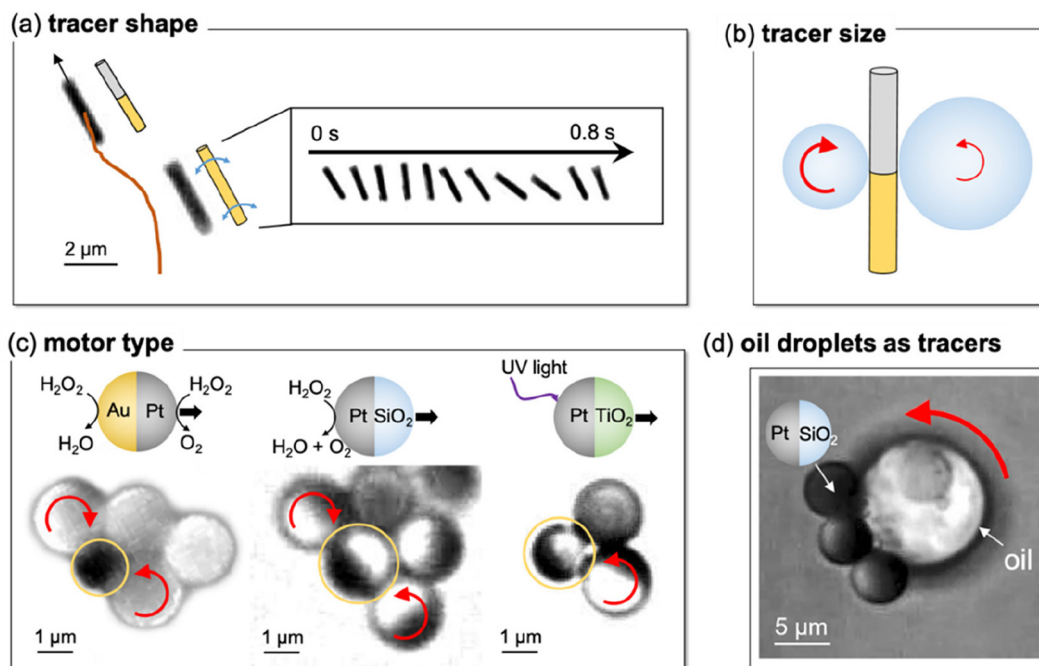 (a) tracer shape
0 s 0.8 s
2 μm
(b) tracer size
(c) motor type
H₂O₂ H₂O₂
Au Pt
H₂O O₂
H₂O₂
Pt SiO₂
H₂O + O₂
UV light
Pt TiO₂
1 μm
1 μm
1 μm
(d) oil droplets as tracers
Pt SiO₂
oil
5 μm